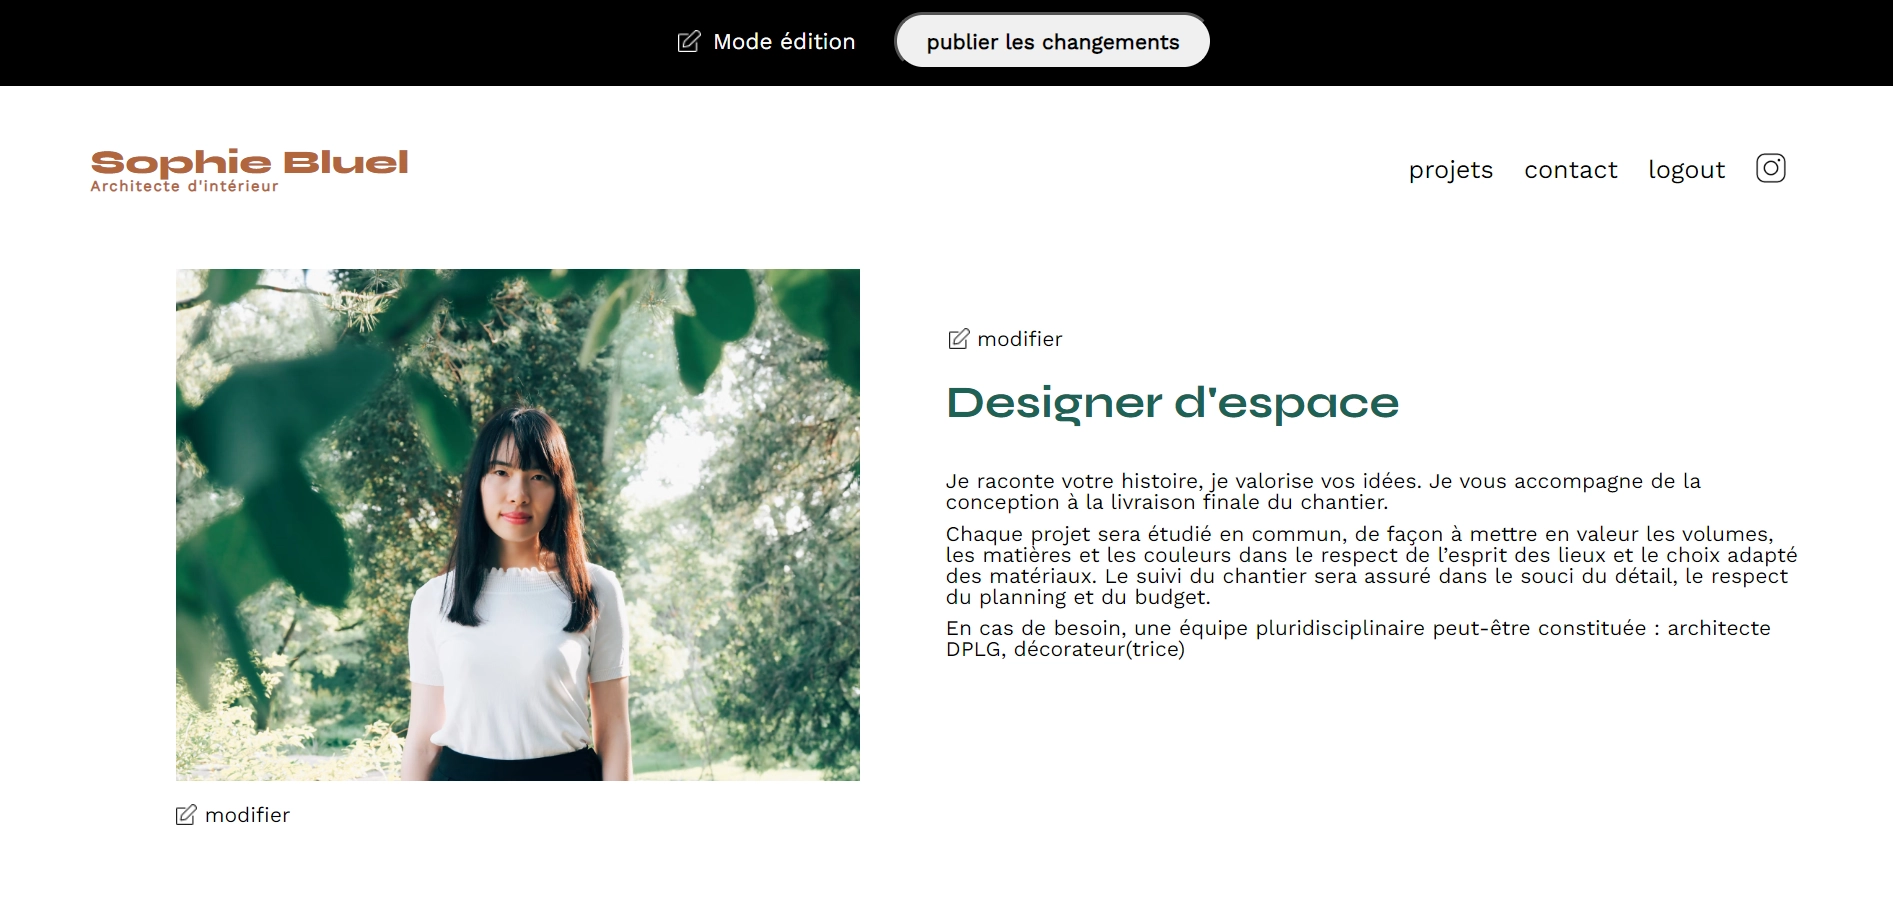 Mode édition
publier les changements
Sophie Bluel
Architecte d'intérieur
projets
contact
logout
modifier
Designer d'espace
Je raconte votre histoire, je valorise vos idées. Je vous accompagne de la
conception à la livraison finale du chantier.
Chaque projet sera étudié en commun, de façon à mettre en valeur les volumes,
les matières et les couleurs dans le respect de l’esprit des lieux et le choix adapté
des matériaux. Le suivi du chantier sera assuré dans le souci du détail, le respect
du planning et du budget.
En cas de besoin, une équipe pluridisciplinaire peut-être constituée : architecte
DPLG, décorateur(trice)
modifier